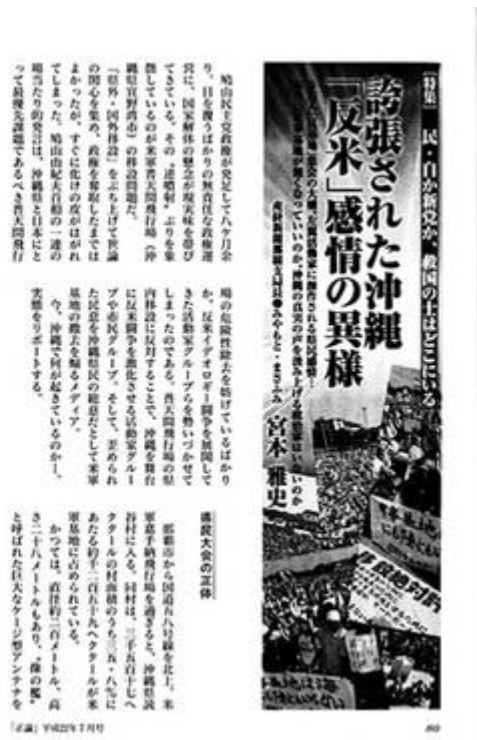 ［特集 民・自か新党か、救国の士はどこにいる］
誇張された沖縄
「反米」感情の異様
産経新聞那覇支局長●みやもと・まさふみ 宮本雅史
鳩山民主党政権が発足して八ケ月余
り。目を覆うばかりの無責任な政権運
営に、国家解体の懸念が現実味を帯び
てきている。その〝逆噴射〟ぶりを象
徴しているのが米軍普天間飛行場（沖
縄県宜野湾市）の移設問題だ。
「県外・国外移設」をぶち上げて世論
の関心を集め、政権を奪取したまでは
よかったが、すぐに化けの皮がはがれ
てしまった。鳩山由紀夫首相の一連の
場当たり的発言は、沖縄県と日本にと
って最優先課題であるべき普天間飛行
場の危険性除去を妨げているばかり
か、反米イデオロギー闘争を展開して
きた活動家グループらを勢いづかせて
しまったのである。普天間飛行場の県
内移設に反対することで、沖縄を舞台
に反米闘争を激化させる活動家グルー
プや市民グループ。そして、歪められ
た民意を沖縄県民の総意だとして米軍
基地の撤去を煽るメディア。
今、沖縄で何が起きているのか―。
実態をリポートする。
県民大会の正体
那覇市から国道五八号線を北上、米
軍嘉手納飛行場を過ぎると、沖縄県読
谷村に入る。同村は、三千五百十七ヘ
クタールの村面積のうち三五・八％に
あたる約千二百五十九ヘクタールが米
軍基地に占められている。
かつては、直径約二百メートル、高
さ二十八メートルもあり、〝像の檻〟
と呼ばれた巨大なケージ型アンテナを
「正論」平成22年7月号